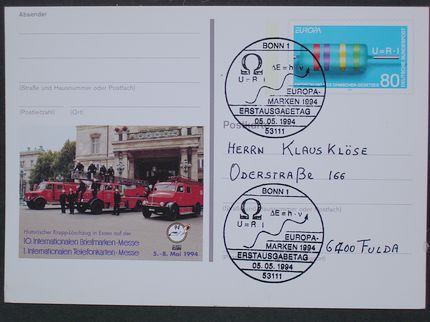 Absender
(Straße und Hausnummer oder Postfach)
(Postleitzahl) (Ort)
EUROPA
U=R·I
80
DEUTSCHE BUNDESPOST
BONN 1
Ω ΔE=h·ν
U=R·I
EUROPA-
MARKEN 1994
ERSTAUSGABETAG
05.05.1994
53111
Postkarte
HERRN KLAUS KLÖSE
ODERSTRAßE 166
BONN 1
Ω ΔE=h·ν
U=R·I
EUROPA-
MARKEN 1994
ERSTAUSGABETAG
05.05.1994
53111
6400 FULDA
Historischer Krupp-Löschzug in Essen auf der
10. Internationalen Briefmarken-Messe
1. Internationalen Telefonkarten-Messe
5.-8. Mai 1994